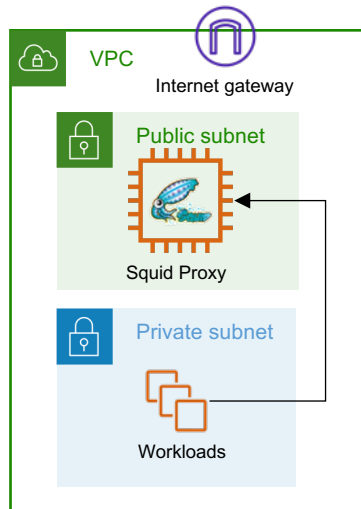 VPC
Internet gateway
Public subnet
Squid Proxy
Private subnet
Workloads